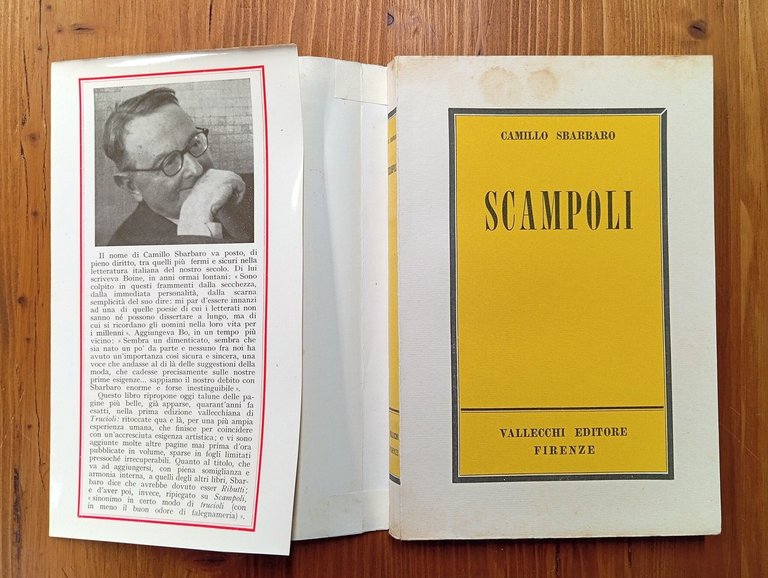 Il nome di Camillo Sbarbaro va posto, di
pieno diritto, tra quelli più fermi e sicuri nella
letteratura italiana del nostro secolo. Di lui
scriveva Boine, in anni ormai lontani: « Sono
colpito in questi frammenti dalla secchezza,
dalla immediata personalità, dalla scarna
semplicità del suo dire: mi par d'essere innanzi
ad una di quelle poesie di cui i letterati non
sanno né possono dissertare a lungo, ma di
cui si ricordano gli uomini nella loro vita per
i millenni ». Aggiungeva Bo, in un tempo più
vicino: « Sembra un dimenticato, sembra che
sia nato un po' da parte e nessuno fra noi ha
avuto un'importanza così sicura e sincera, una
voce che andasse al di là delle suggestioni della
moda, che cadesse precisamente sulle nostre
prime esigenze... sappiamo il nostro debito con
Sbarbaro enorme e forse inestinguibile ».
Questo libro ripropone oggi talune delle pa-
gine più belle, già apparse, quarant'anni fa
esatti, nella prima edizione vallecchiana di
Trucioli: ritoccate qua e là, per una più ampia
esperienza umana, che finisce per coincidere
con un'accresciuta esigenza artistica; e vi sono
aggiunte molte altre pagine mai prima d'ora
pubblicate in volume, sparse in fogli limitati
pressoché irrecuperabili. Quanto al titolo, che
va ad aggiungersi, con piena somiglianza e
armonia interna, a quelli degli altri libri, Sbar-
baro dice che avrebbe dovuto esser Ributti;
e d'aver poi, invece, ripiegato su Scampoli,
« sinonimo in certo modo di trucioli (con
in meno il buon odore di falegnameria) ».
CAMILLO SBARBARO
SCAMPOLI
VALLECCHI EDITORE
FIRENZE